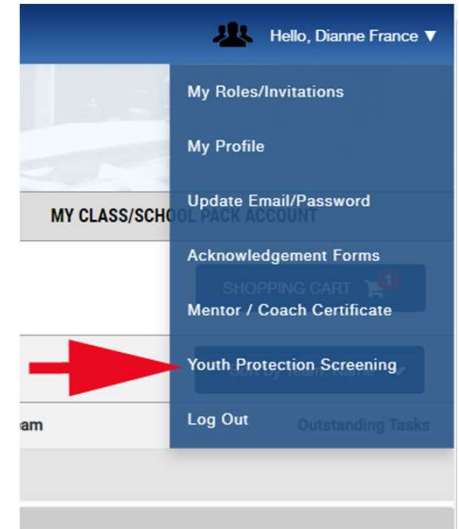 Hello, Dianne France ▼
My Roles/Invitations
My Profile
Update Email/Password
MY CLASS/SCHOOL PACK ACCOUNT
Acknowledgement Forms
SHOPPING CART 1
Mentor / Coach Certificate
Youth Protection Screening
Log Out
am
Outstanding Tasks